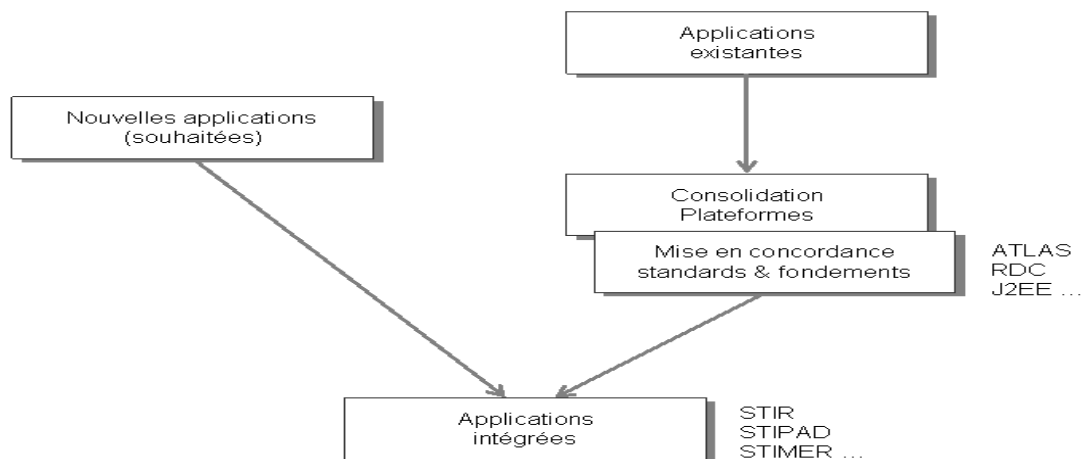 Applications
existantes
Nouvelles applications
(souhaitées)
Consolidation
Plateformes
Mise en concordance
standards & fondements
ATLAS
RDC
J2EE ...
Applications
intégrées
STIR
STIPAD
STIMER ...